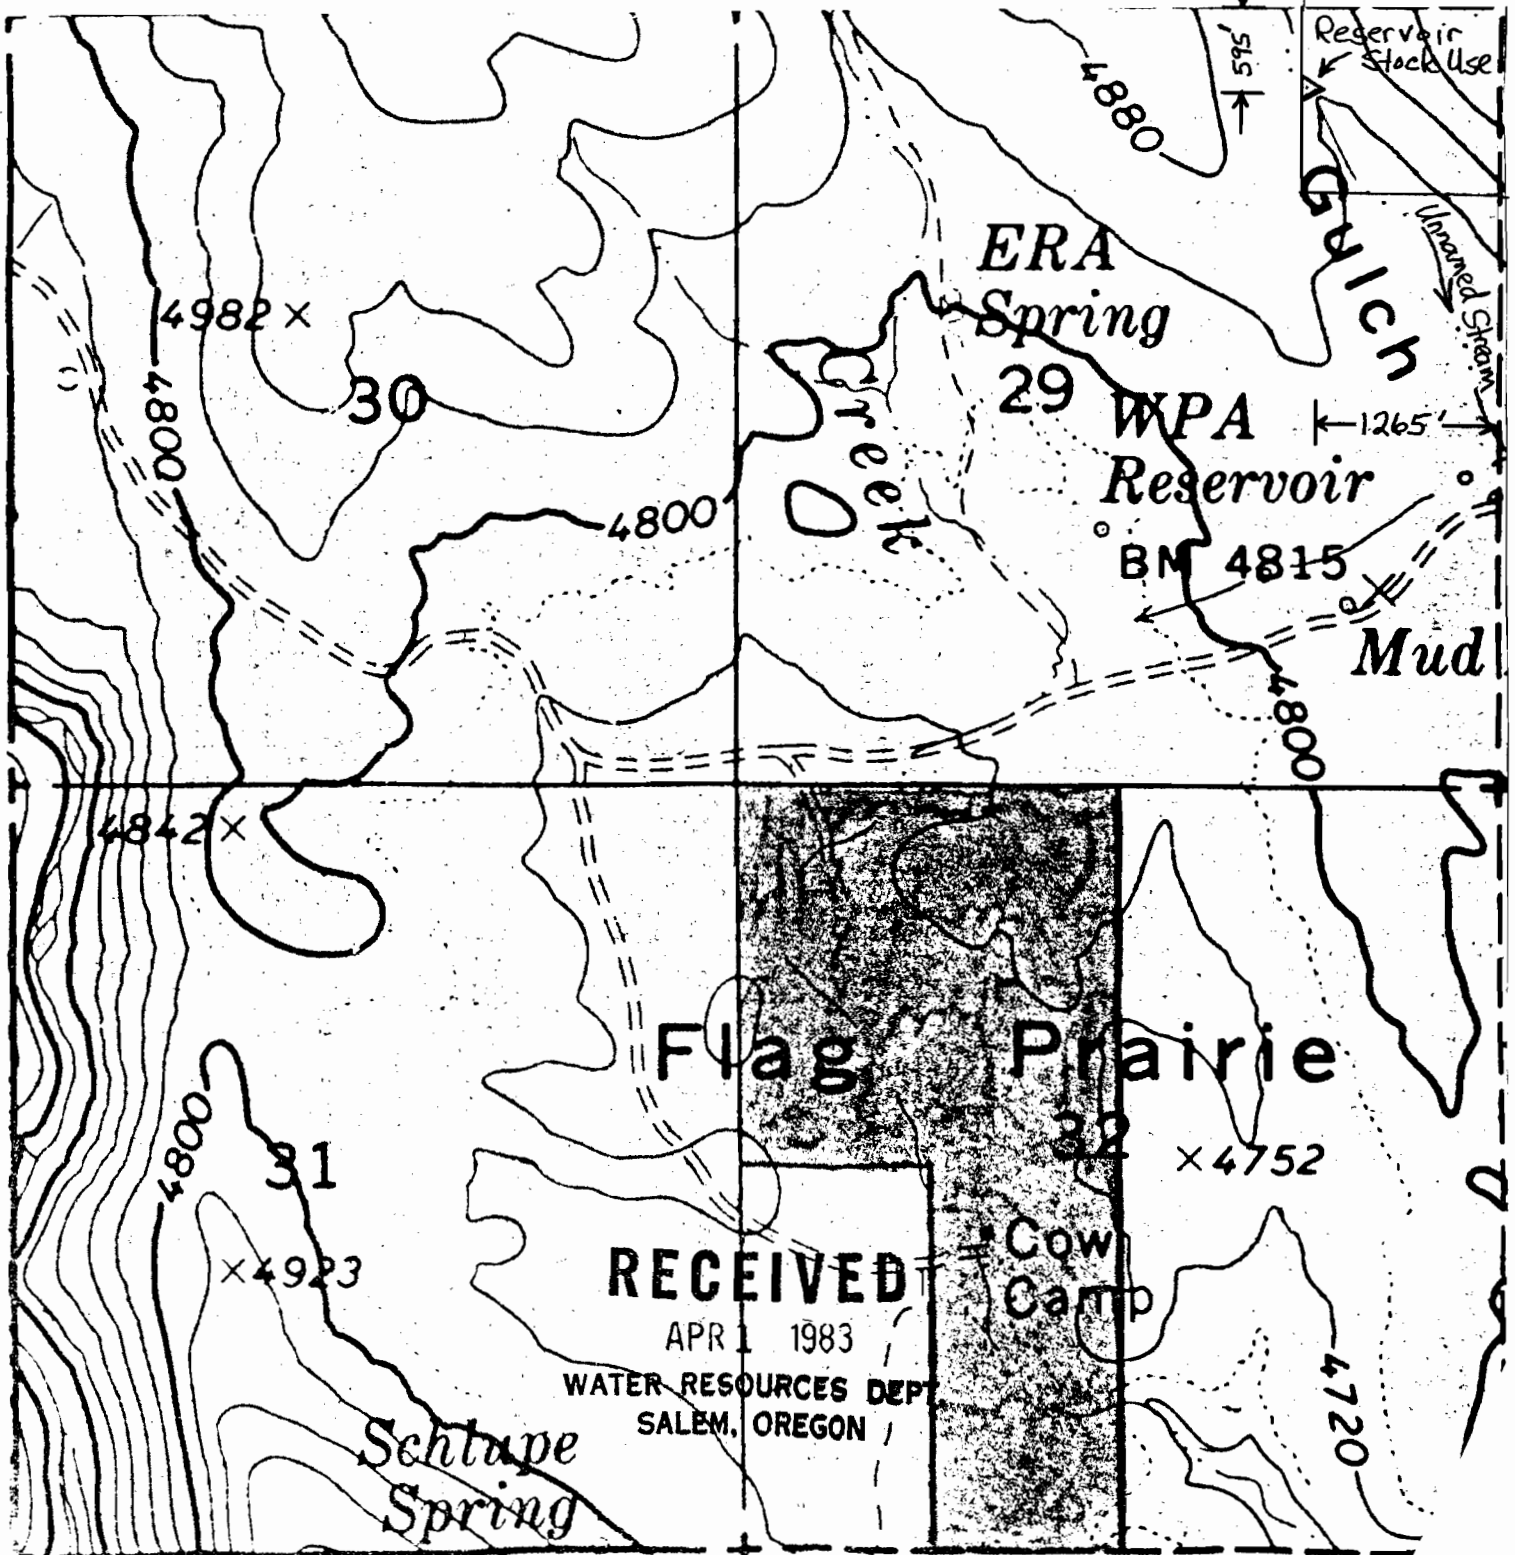 595'
Reservoir
Stock Use
4880
Gulch
Unnamed Stream
ERA
Spring
4982
4800
30
29
Creek
WPA
Reservoir
1265'
4800
BM 4815
Mud
4800
4842
Flag Prairie
4800
31
32
4752
4923
Cow
Camp
RECEIVED
APR 1 1983
WATER RESOURCES DEPT
SALEM, OREGON
4720
Schlupe
Spring